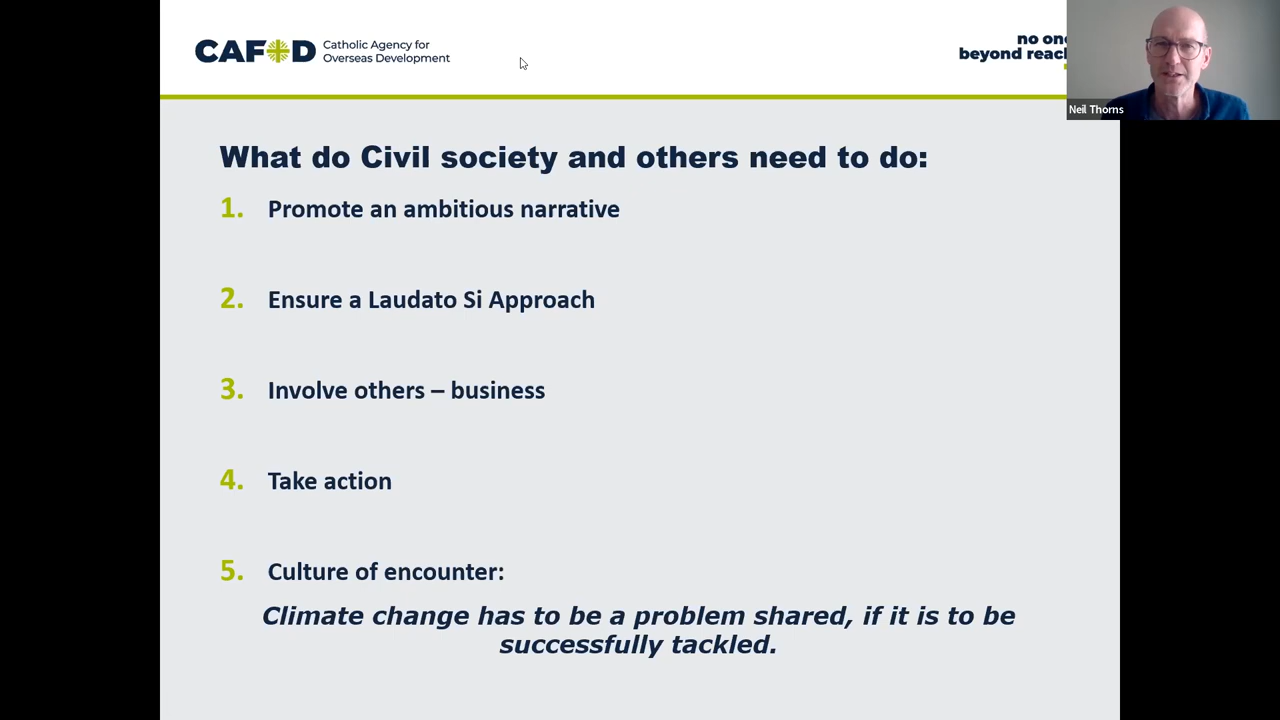 CAFOD
Catholic Agency for
Overseas Development
no one
beyond reach
Neil Thorns
What do Civil society and others need to do:
1. Promote an ambitious narrative
2. Ensure a Laudato Si Approach
3. Involve others – business
4. Take action
5. Culture of encounter:
Climate change has to be a problem shared, if it is to be
successfully tackled.